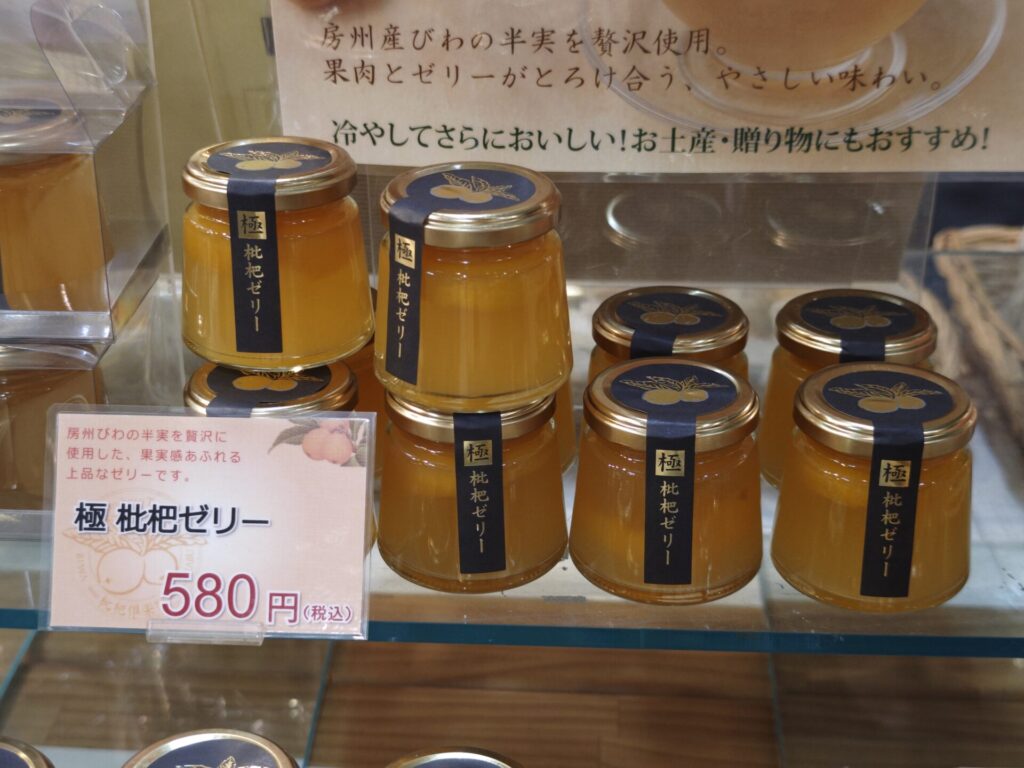 房州産びわの半実を贅沢使用。
果肉とゼリーがとろけ合う、やさしい味わい。
冷やしてさらにおいしい!お土産・贈り物にもおすすめ!
極
枇杷ゼリー
極
枇杷ゼリー
極
枇杷ゼリー
極
枇杷ゼリー
極
枇杷ゼリー
房州びわの半実を贅沢に
使用した、果実感あふれる
上品なゼリーです。
極 枇杷ゼリー
580円(税込)